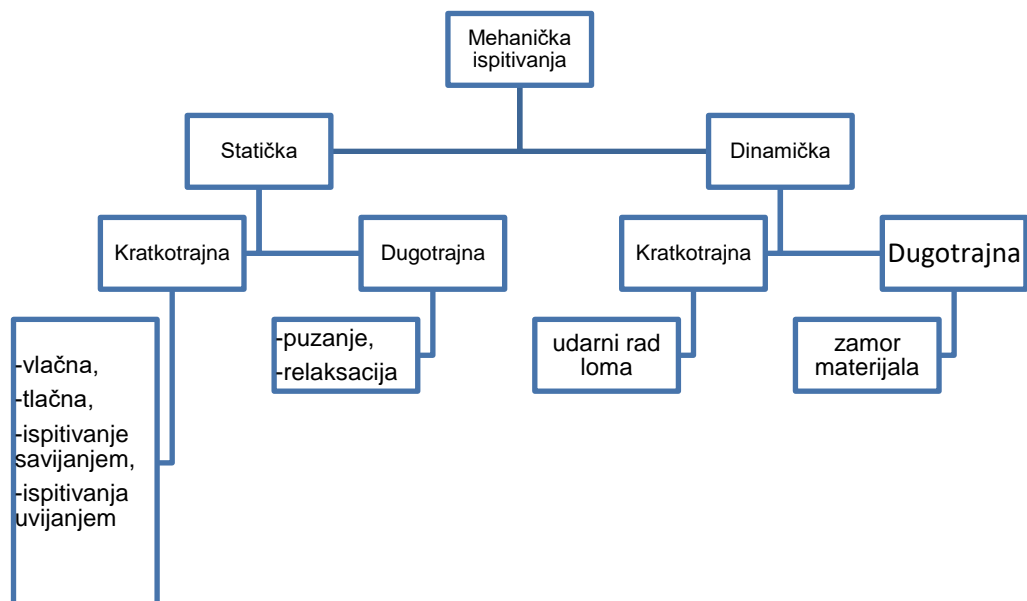 Mehanička
ispitivanja
Statička
Dinamička
Kratkotrajna
Dugotrajna
Kratkotrajna
Dugotrajna
-vlačna,
-tlačna,
-ispitivanje
savijanjem,
-ispitivanja
uvijanjem
-puzanje,
-relaksacija
udarni rad
loma
zamor
materijala